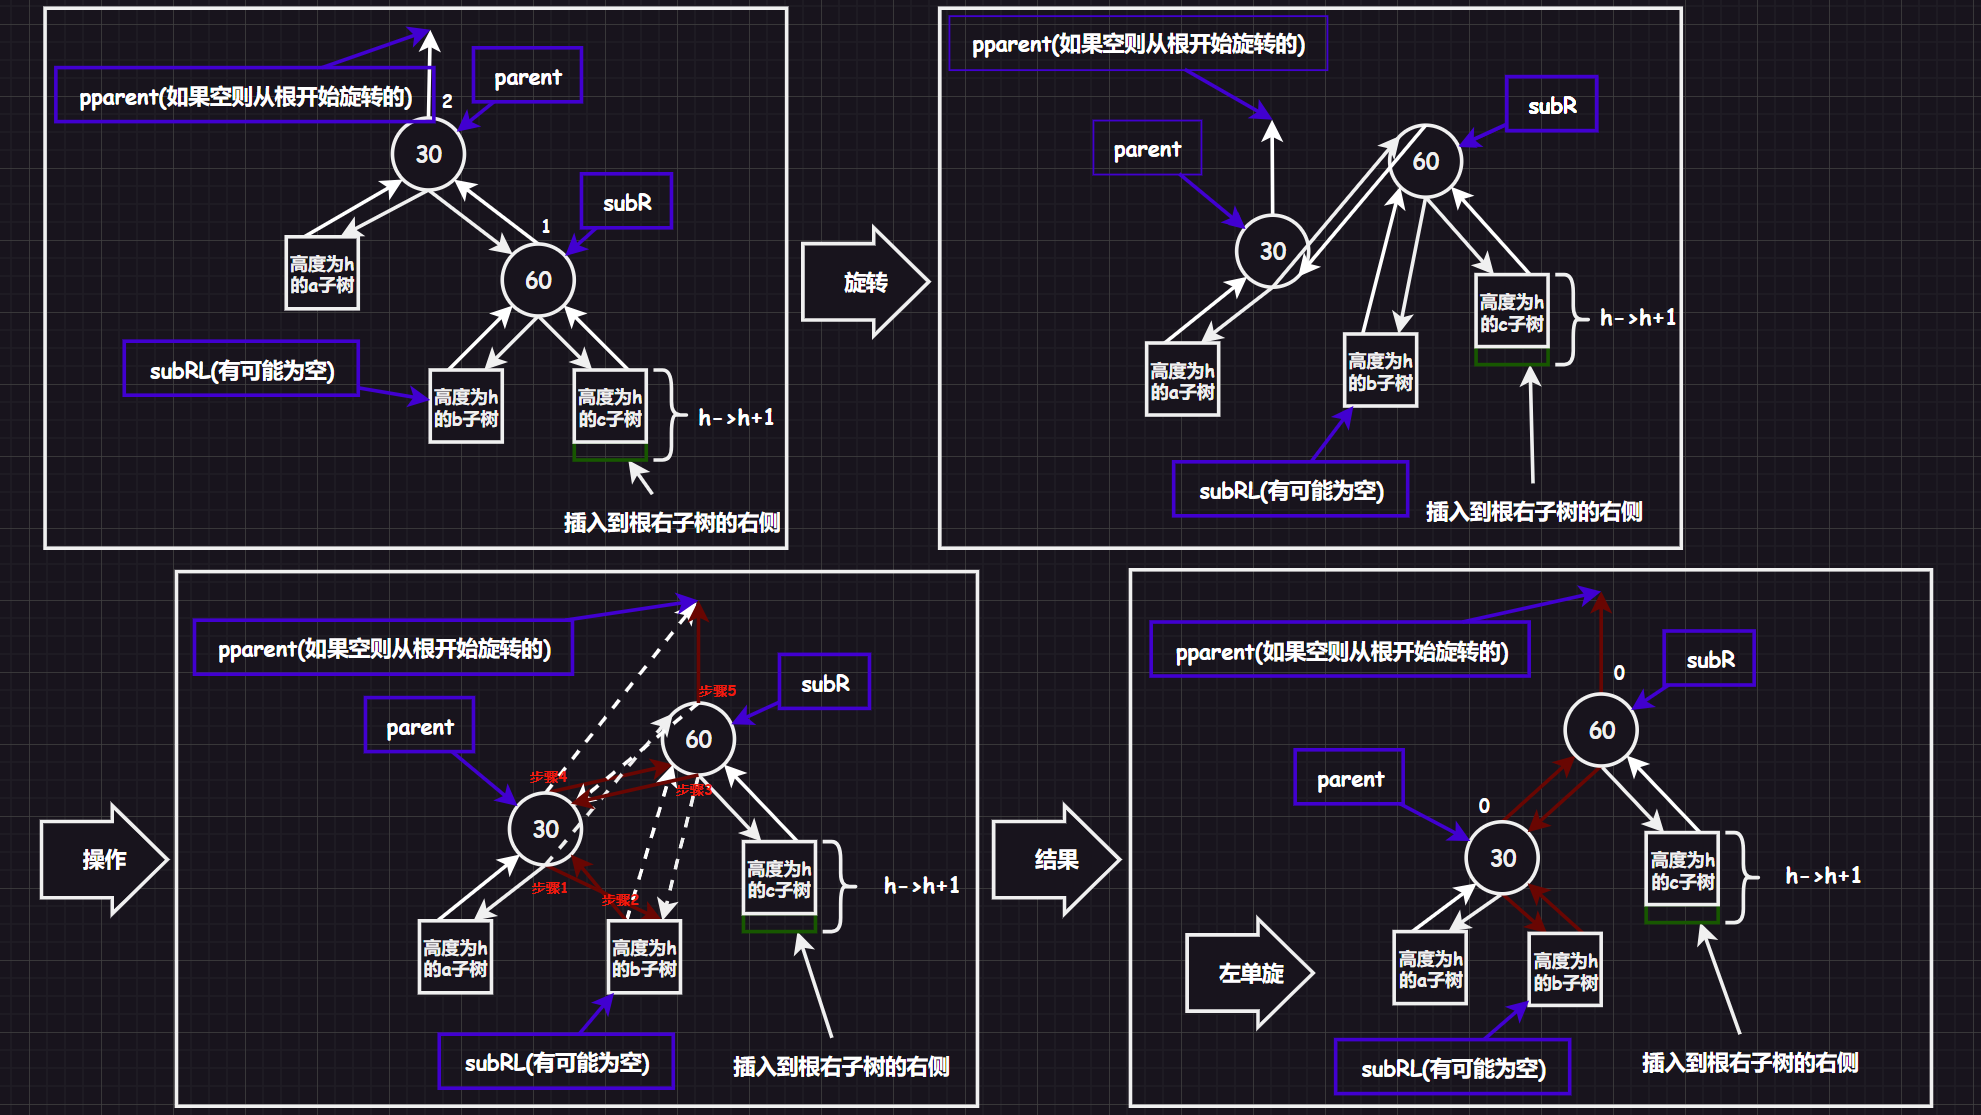 pparent(如果空则从根开始旋转的)
2
parent
30
subR
1
高度为h
的a子树
60
subRL(有可能为空)
高度为h
的b子树
高度为h
的c子树
h->h+1
插入到根右子树的右侧
旋转
pparent(如果空则从根开始旋转的)
subR
parent
60
30
高度为h
的a子树
高度为h
的b子树
高度为h
的c子树
h->h+1
subRL(有可能为空)
插入到根右子树的右侧
操作
pparent(如果空则从根开始旋转的)
步骤5
subR
parent
60
步骤4
步骤3
30
步骤1
步骤2
高度为h
的a子树
高度为h
的b子树
高度为h
的c子树
h->h+1
subRL(有可能为空)
插入到根右子树的右侧
结果
左单旋
pparent(如果空则从根开始旋转的)
0
subR
60
parent
0
30
高度为h
的a子树
高度为h
的b子树
高度为h
的c子树
h->h+1
subRL(有可能为空)
插入到根右子树的右侧